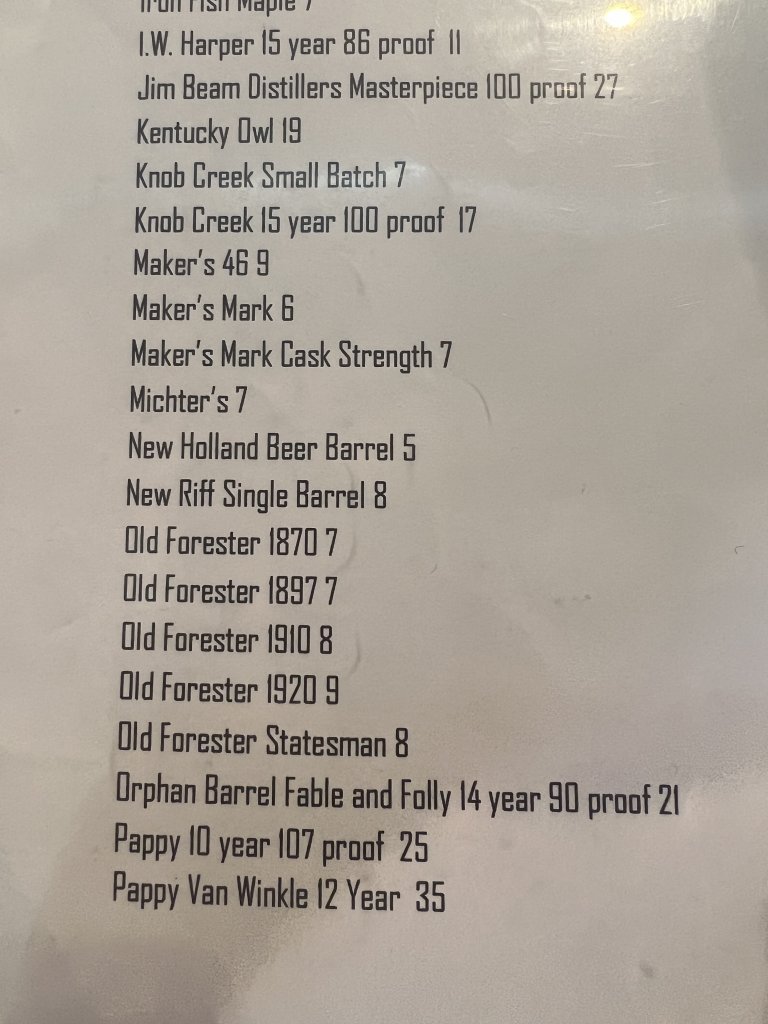 Iron Fish Maple 7
I.W. Harper 15 year 86 proof 11
Jim Beam Distillers Masterpiece 100 proof 27
Kentucky Owl 19
Knob Creek Small Batch 7
Knob Creek 15 year 100 proof 17
Maker's 46 9
Maker's Mark 6
Maker's Mark Cask Strength 7
Michter's 7
New Holland Beer Barrel 5
New Riff Single Barrel 8
Old Forester 1870 7
Old Forester 1897 7
Old Forester 1910 8
Old Forester 1920 9
Old Forester Statesman 8
Orphan Barrel Fable and Folly 14 year 90 proof 21
Pappy 10 year 107 proof 25
Pappy Van Winkle 12 Year 35